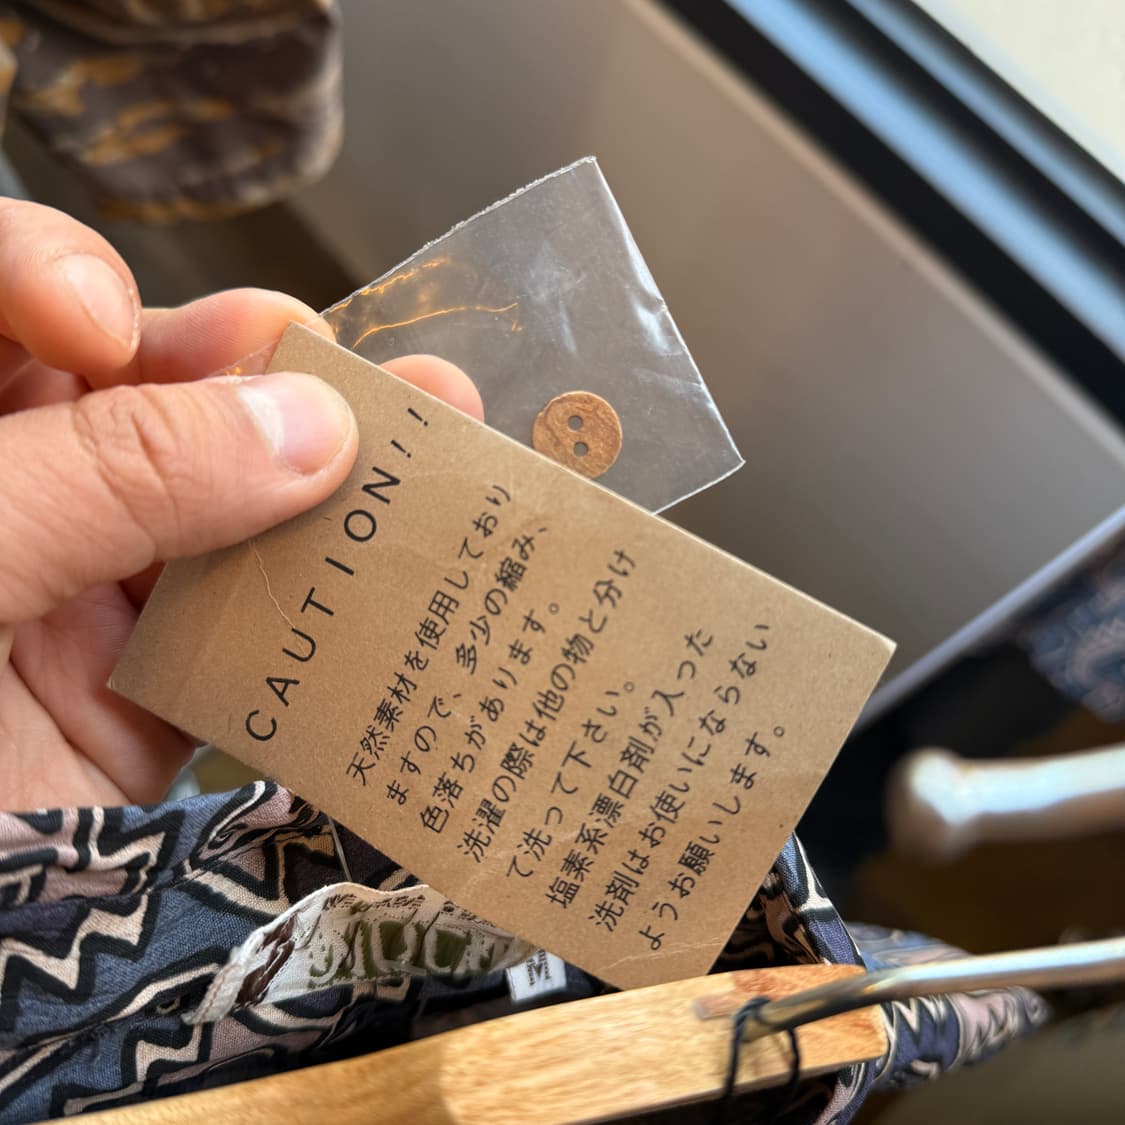 CAUTION!!
天然素材を使用しており
ますので、多少の縮み、
色落ちがあります。
洗濯の際は他の物と分け
て洗って下さい。
塩素系漂白剤が入った
洗剤はお使いにならない
ようお願いします。
M